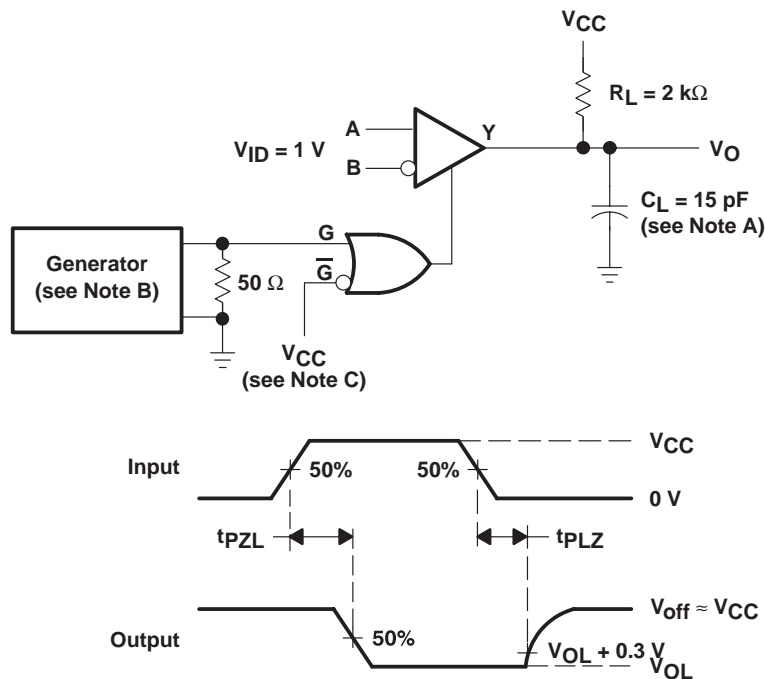 VCC
RL = 2 kΩ
A
Y
VID = 1 V
VO
B
CL = 15 pF
(see Note A)
G
Generator
(see Note B)
50 Ω
G̅
VCC
(see Note C)
VCC
Input
50%
50%
0 V
tPZL
tPLZ
Voff ≈ VCC
Output
50%
VOL + 0.3 V
VOL